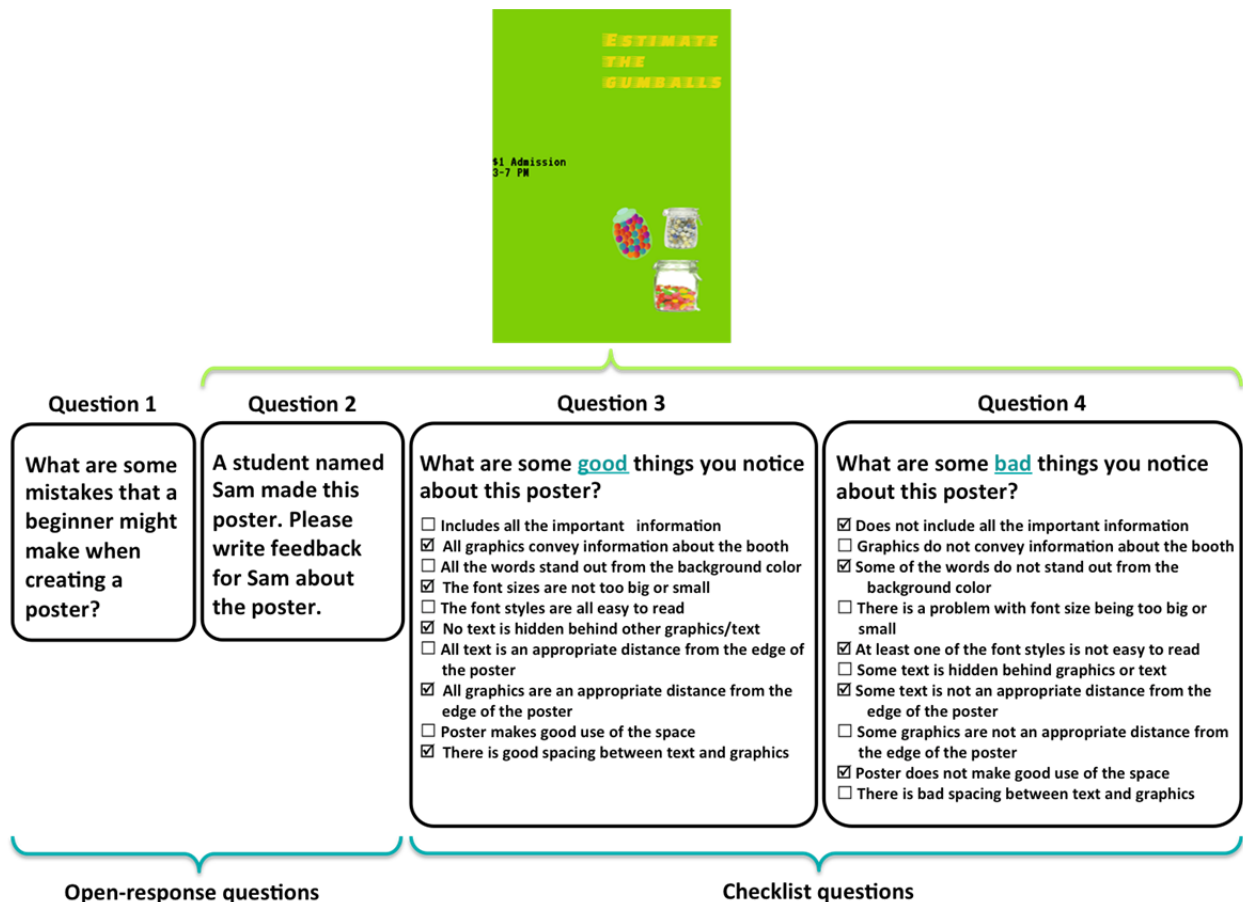 ESTIMATE
THE
GUMBALLS
$1 Admission
3-7 PM
Question 1
What are some
mistakes that a
beginner might
make when
creating a
poster?
Question 2
A student named
Sam made this
poster. Please
write feedback
for Sam about
the poster.
Question 3
What are some good things you notice
about this poster?
☐ Includes all the important information
☑ All graphics convey information about the booth
☐ All the words stand out from the background color
☑ The font sizes are not too big or small
☐ The font styles are all easy to read
☑ No text is hidden behind other graphics/text
☐ All text is an appropriate distance from the edge of
the poster
☑ All graphics are an appropriate distance from the
edge of the poster
☐ Poster makes good use of the space
☑ There is good spacing between text and graphics
Question 4
What are some bad things you notice
about this poster?
☑ Does not include all the important information
☐ Graphics do not convey information about the booth
☑ Some of the words do not stand out from the
background color
☐ There is a problem with font size being too big or
small
☑ At least one of the font styles is not easy to read
☐ Some text is hidden behind graphics or text
☑ Some text is not an appropriate distance from the
edge of the poster
☐ Some graphics are not an appropriate distance from
the edge of the poster
☑ Poster does not make good use of the space
☐ There is bad spacing between text and graphics
Open-response questions
Checklist questions